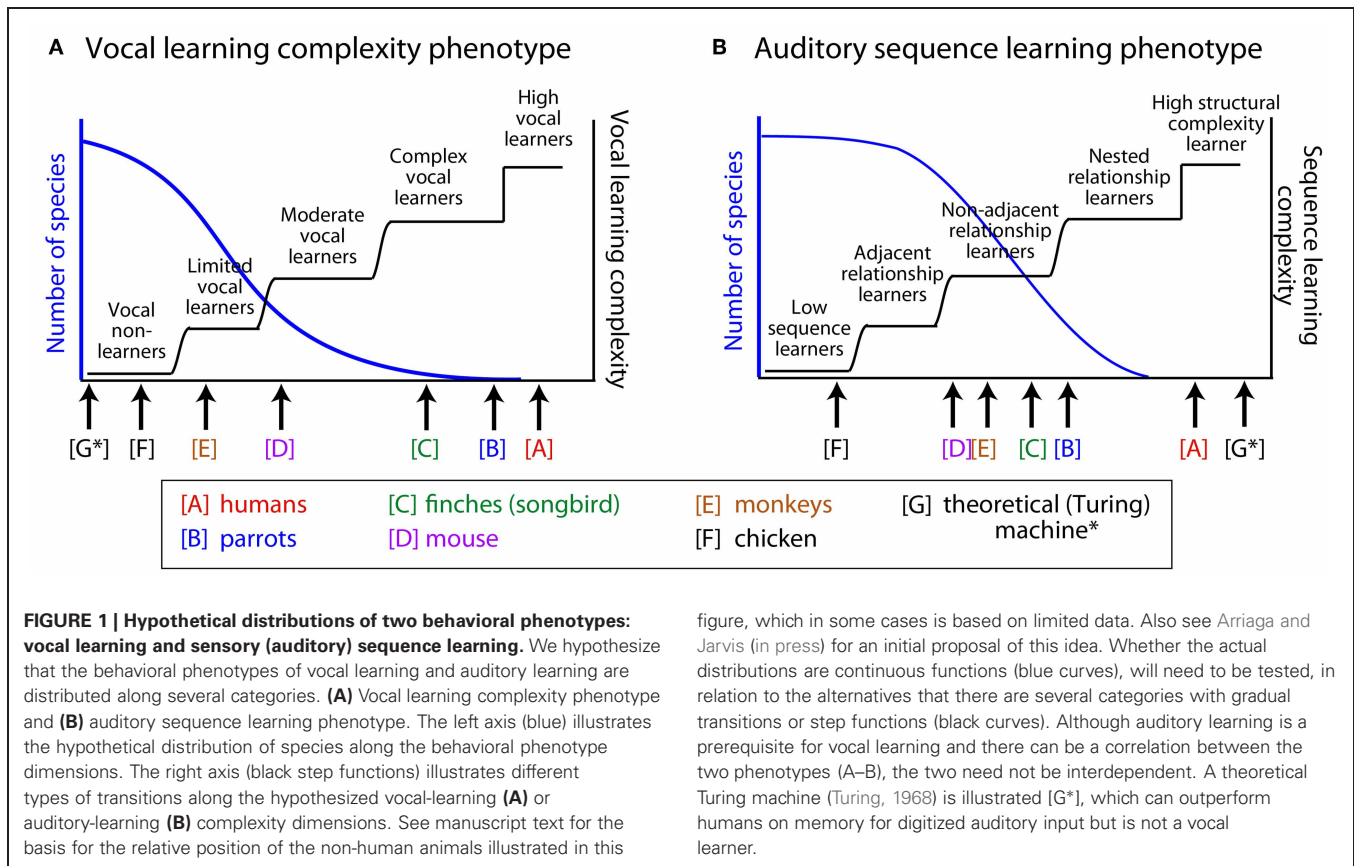 A Vocal learning complexity phenotype
Number of species
Vocal
non-
learners
Limited
vocal
learners
Moderate
vocal
learners
Complex
vocal
learners
High
vocal
learners
Vocal learning complexity
[G*] [F] [E] [D] [C] [B] [A]
B Auditory sequence learning phenotype
Number of species
Low
sequence
learners
Adjacent
relationship
learners
Non-adjacent
relationship
learners
Nested
relationship
learners
High structural
complexity
learner
Sequence learning
complexity
[F] [D] [E] [C] [B] [A] [G*]
[A] humans [C] finches (songbird) [E] monkeys [G] theoretical (Turing)
machine*
[B] parrots [D] mouse [F] chicken
FIGURE 1 | Hypothetical distributions of two behavioral phenotypes:
vocal learning and sensory (auditory) sequence learning. We hypothesize
that the behavioral phenotypes of vocal learning and auditory learning are
distributed along several categories. (A) Vocal learning complexity phenotype
and (B) auditory sequence learning phenotype. The left axis (blue) illustrates
the hypothetical distribution of species along the behavioral phenotype
dimensions. The right axis (black step functions) illustrates different
types of transitions along the hypothesized vocal-learning (A) or
auditory-learning (B) complexity dimensions. See manuscript text for the
basis for the relative position of the non-human animals illustrated in this
figure, which in some cases is based on limited data. Also see Arriaga and
Jarvis (in press) for an initial proposal of this idea. Whether the actual
distributions are continuous functions (blue curves), will need to be tested, in
relation to the alternatives that there are several categories with gradual
transitions or step functions (black curves). Although auditory learning is a
prerequisite for vocal learning and there can be a correlation between the
two phenotypes (A–B), the two need not be interdependent. A theoretical
Turing machine (Turing, 1968) is illustrated [G*], which can outperform
humans on memory for digitized auditory input but is not a vocal
learner.